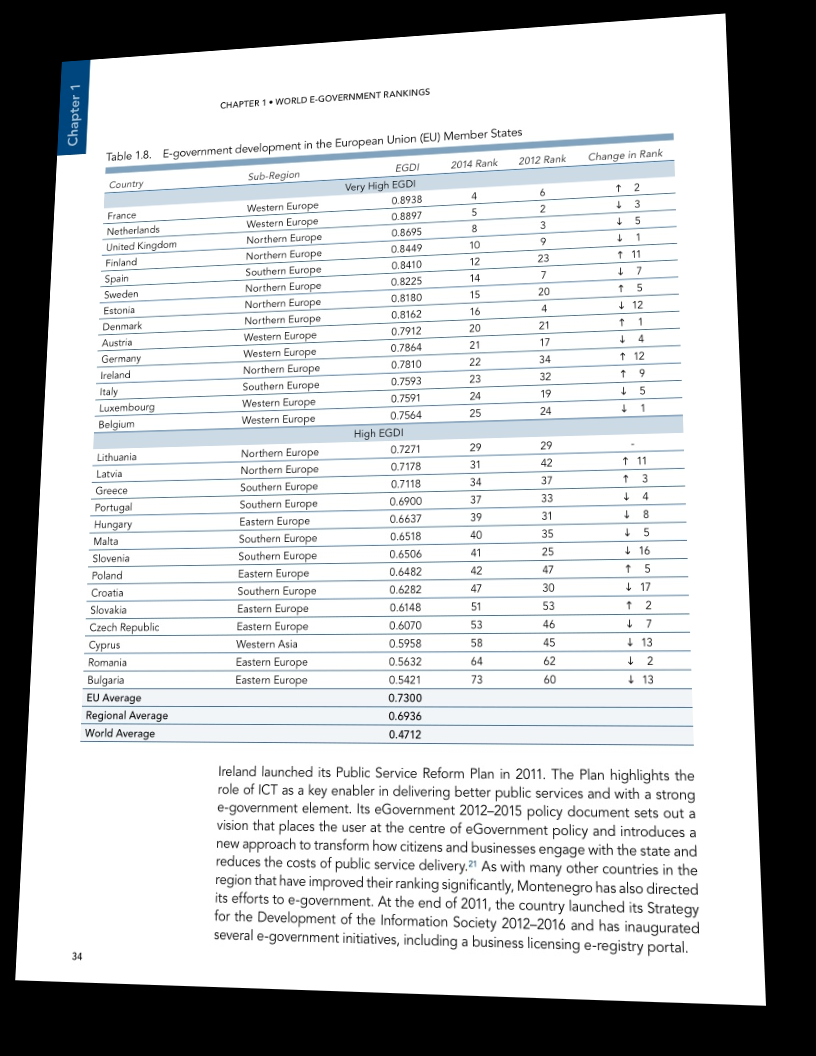 Chapter 1
CHAPTER 1 • WORLD E-GOVERNMENT RANKINGS
Table 1.8. E-government development in the European Union (EU) Member States
Country Sub-Region EGDI 2014 Rank 2012 Rank Change in Rank
Very High EGDI
France Western Europe 0.8938 4 6 ↑ 2
Netherlands Western Europe 0.8897 5 2 ↓ 3
United Kingdom Northern Europe 0.8695 8 3 ↓ 5
Finland Northern Europe 0.8449 10 9 ↓ 1
Spain Southern Europe 0.8410 12 23 ↑ 11
Sweden Northern Europe 0.8225 14 7 ↓ 7
Estonia Northern Europe 0.8180 15 20 ↑ 5
Denmark Northern Europe 0.8162 16 4 ↓ 12
Austria Western Europe 0.7912 20 21 ↑ 1
Germany Western Europe 0.7864 21 17 ↓ 4
Ireland Northern Europe 0.7810 22 34 ↑ 12
Italy Southern Europe 0.7593 23 32 ↑ 9
Luxembourg Western Europe 0.7591 24 19 ↓ 5
Belgium Western Europe 0.7564 25 24 ↓ 1
High EGDI
Lithuania Northern Europe 0.7271 29 29 -
Latvia Northern Europe 0.7178 31 42 ↑ 11
Greece Southern Europe 0.7118 34 37 ↑ 3
Portugal Southern Europe 0.6900 37 33 ↓ 4
Hungary Eastern Europe 0.6637 39 31 ↓ 8
Malta Southern Europe 0.6518 40 35 ↓ 5
Slovenia Southern Europe 0.6506 41 25 ↓ 16
Poland Eastern Europe 0.6482 42 47 ↑ 5
Croatia Southern Europe 0.6282 47 30 ↓ 17
Slovakia Eastern Europe 0.6148 51 53 ↑ 2
Czech Republic Eastern Europe 0.6070 53 46 ↓ 7
Cyprus Western Asia 0.5958 58 45 ↓ 13
Romania Eastern Europe 0.5632 64 62 ↓ 2
Bulgaria Eastern Europe 0.5421 73 60 ↓ 13
EU Average 0.7300
Regional Average 0.6936
World Average 0.4712
Ireland launched its Public Service Reform Plan in 2011. The Plan highlights the
role of ICT as a key enabler in delivering better public services and with a strong
e-government element. Its eGovernment 2012–2015 policy document sets out a
vision that places the user at the centre of eGovernment policy and introduces a
new approach to transform how citizens and businesses engage with the state and
reduces the costs of public service delivery.21 As with many other countries in the
region that have improved their ranking significantly, Montenegro has also directed
its efforts to e-government. At the end of 2011, the country launched its Strategy
for the Development of the Information Society 2012–2016 and has inaugurated
several e-government initiatives, including a business licensing e-registry portal.
34